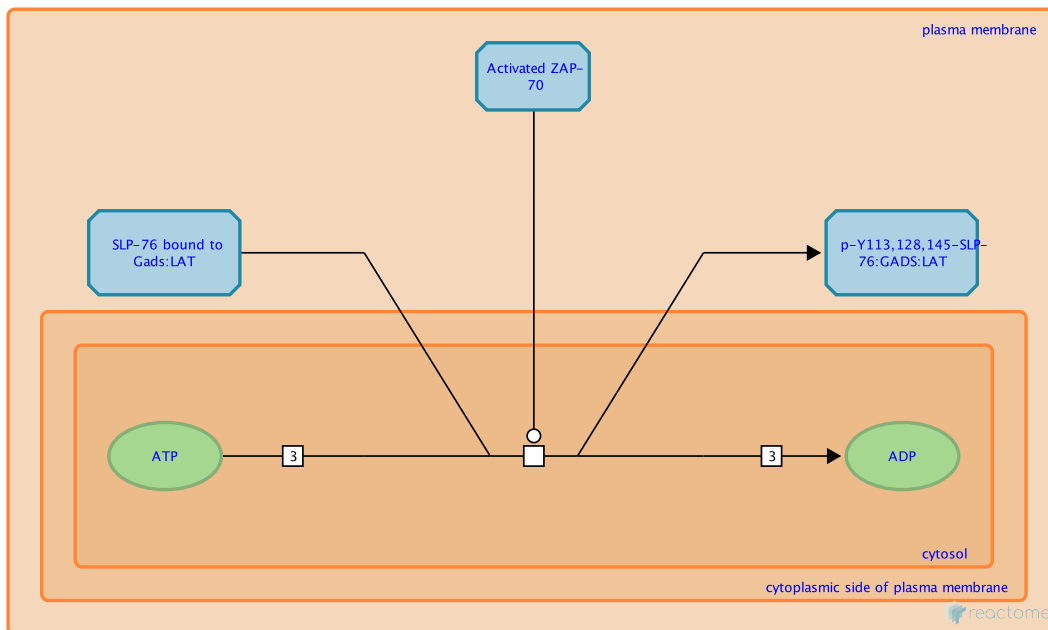 plasma membrane
Activated ZAP-
70
SLP-76 bound to
Gads:LAT
p-Y113,128,145-SLP-
76:GADS:LAT
ATP
3
3
ADP
cytosol
cytoplasmic side of plasma membrane
reactome